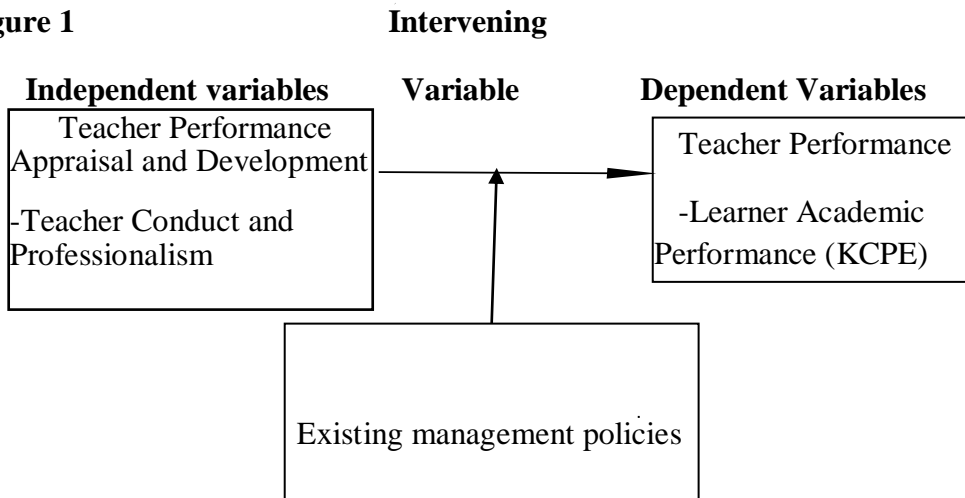 gure 1
Intervening
Independent variables
Variable
Dependent Variables
Teacher Performance
Appraisal and Development
-Teacher Conduct and
Professionalism
Teacher Performance
-Learner Academic
Performance (KCPE)
Existing management policies